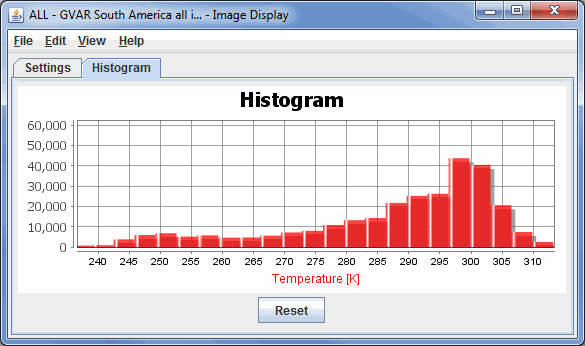 ALL - GVAR South America all i... - Image Display
File Edit View Help
Settings Histogram
Histogram
60,000
50,000
40,000
30,000
20,000
10,000
0
240 245 250 255 260 265 270 275 280 285 290 295 300 305 310
Temperature [K]
Reset